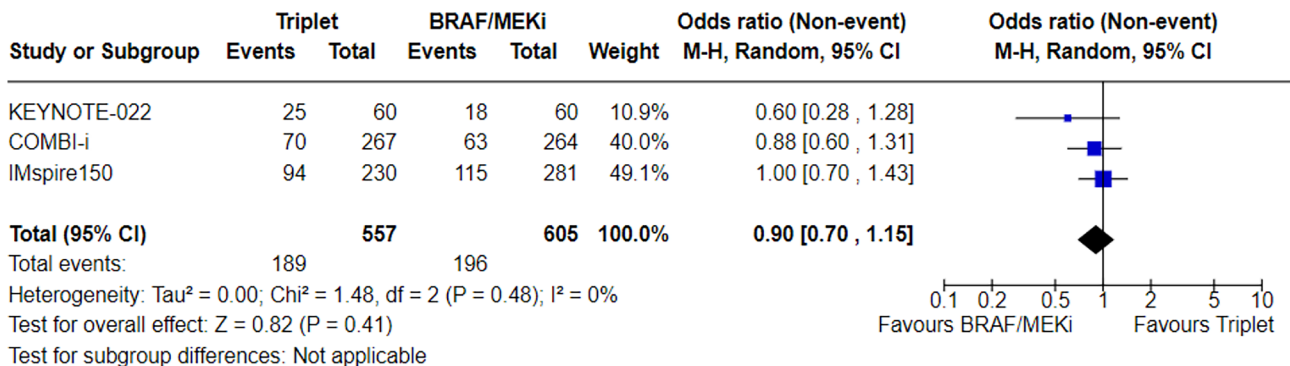 Triplet BRAF/MEKi Odds ratio (Non-event) Odds ratio (Non-event)
Study or Subgroup Events Total Events Total Weight M-H, Random, 95% CI M-H, Random, 95% CI
KEYNOTE-022 25 60 18 60 10.9% 0.60 [0.28 , 1.28]
COMBI-i 70 267 63 264 40.0% 0.88 [0.60 , 1.31]
IMspire150 94 230 115 281 49.1% 1.00 [0.70 , 1.43]
Total (95% CI) 557 605 100.0% 0.90 [0.70 , 1.15]
Total events: 189 196
Heterogeneity: Tau² = 0.00; Chi² = 1.48, df = 2 (P = 0.48); I² = 0%
0.1 0.2 0.5 1 2 5 10
Test for overall effect: Z = 0.82 (P = 0.41)
Favours BRAF/MEKi Favours Triplet
Test for subgroup differences: Not applicable